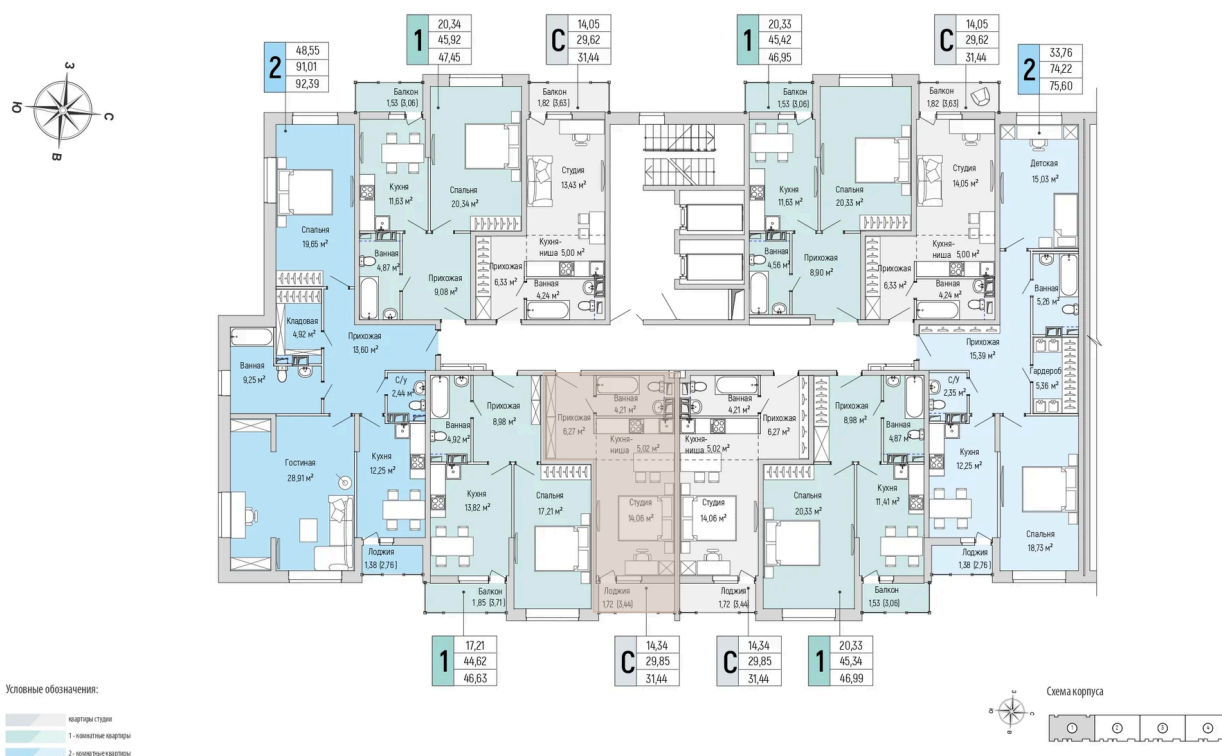 20,34
45,92
47,45
1
14,05
29,62
31,44
С
20,33
45,42
46,95
1
14,05
29,62
31,44
С
48,55
91,01
92,39
2
33,76
74,22
75,60
2
З
Ю
С
В
Балкон
1,53 (3,06)
Балкон
1,82 (3,63)
Балкон
1,53 (3,06)
Балкон
1,82 (3,63)
Спальня
19,65 м²
Кухня
11,63 м²
Спальня
20,34 м²
Студия
13,43 м²
Кухня
11,63 м²
Спальня
20,33 м²
Студия
14,05 м²
Детская
15,03 м²
Ванная
4,87 м²
Прихожая
9,08 м²
Прихожая
6,33 м²
Кухня-
ниша 5,00 м²
Ванная
4,24 м²
Ванная
4,56 м²
Прихожая
8,90 м²
Прихожая
6,33 м²
Кухня-
ниша 5,00 м²
Ванная
4,24 м²
Ванная
5,26 м²
Кладовая
4,92 м²
Прихожая
13,60 м²
Прихожая
15,39 м²
Ванная
9,25 м²
С/У
2,44 м²
Гардероб
5,36 м²
С/У
2,35 м²
Ванная
4,92 м²
Прихожая
8,98 м²
Прихожая
6,27 м²
Ванная
4,21 м²
Кухня-
ниша 5,02 м²
Ванная
4,21 м²
Прихожая
6,27 м²
Кухня-
ниша 5,02 м²
Прихожая
8,98 м²
Ванная
4,87 м²
Гостиная
28,91 м²
Кухня
12,25 м²
Кухня
13,82 м²
Спальня
17,21 м²
Студия
14,06 м²
Студия
14,06 м²
Спальня
20,33 м²
Кухня
11,41 м²
Кухня
12,25 м²
Спальня
18,73 м²
Лоджия
1,38 (2,76)
Балкон
1,85 (3,71)
Лоджия
1,72 (3,44)
Лоджия
1,72 (3,44)
Балкон
1,53 (3,06)
Лоджия
1,38 (2,76)
1
17,21
44,62
46,63
С
14,34
29,85
31,44
С
14,34
29,85
31,44
1
20,33
45,34
46,99
Условные обозначения:
квартиры студии
1 - комнатные квартиры
2 - комнатные квартиры
З
Ю
С
В
Схема корпуса
1
2
3
4